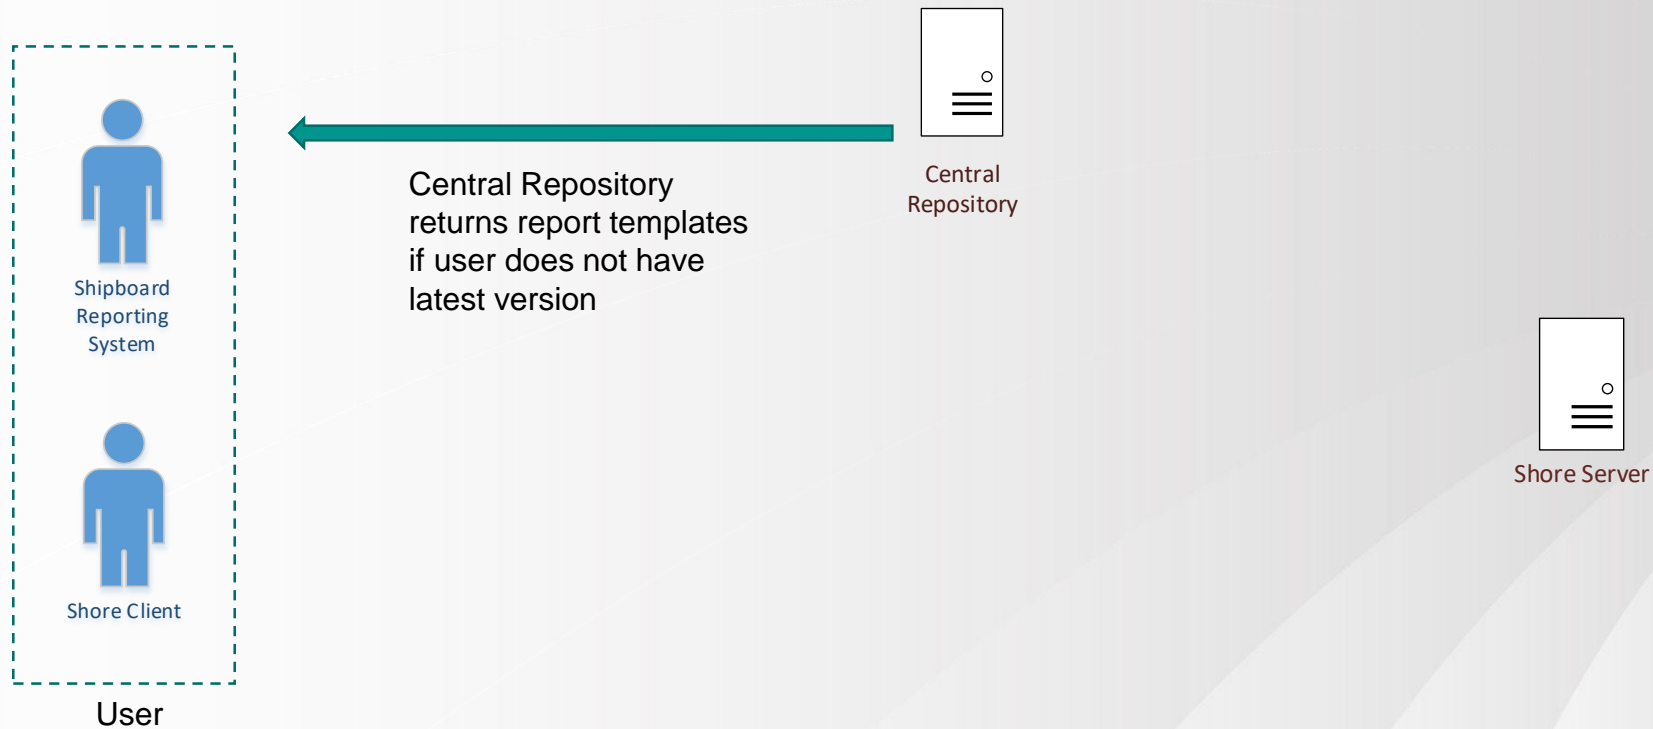 Central
Repository
Central Repository
returns report templates
if user does not have
latest version
Shipboard
Reporting
System
Shore Server
Shore Client
User